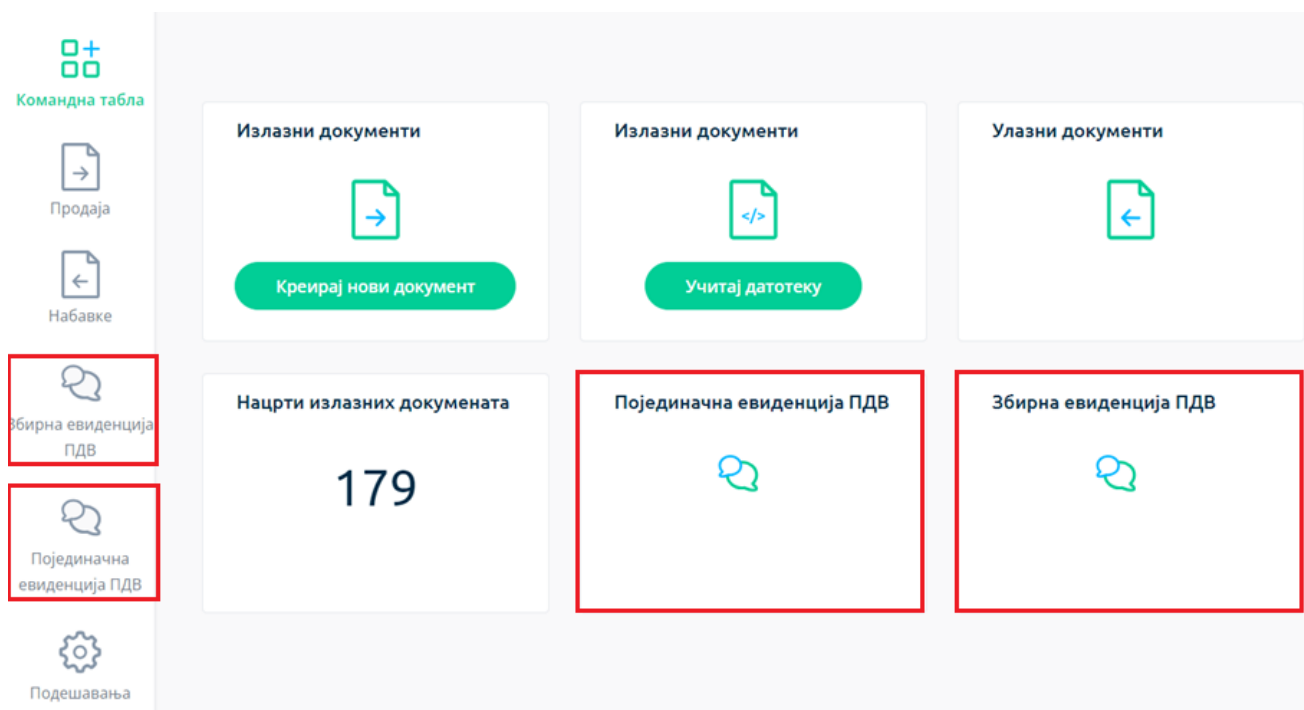 Командна табла
Продаја
Набавке
Збирна евиденција
ПДВ
Појединачна
евиденција ПДВ
Подешавања
Излазни документи
Креирај нови документ
Излазни документи
</>
Учитај датотеку
Улазни документи
Нацрти излазних докумената
179
Појединачна евиденција ПДВ
Збирна евиденција ПДВ